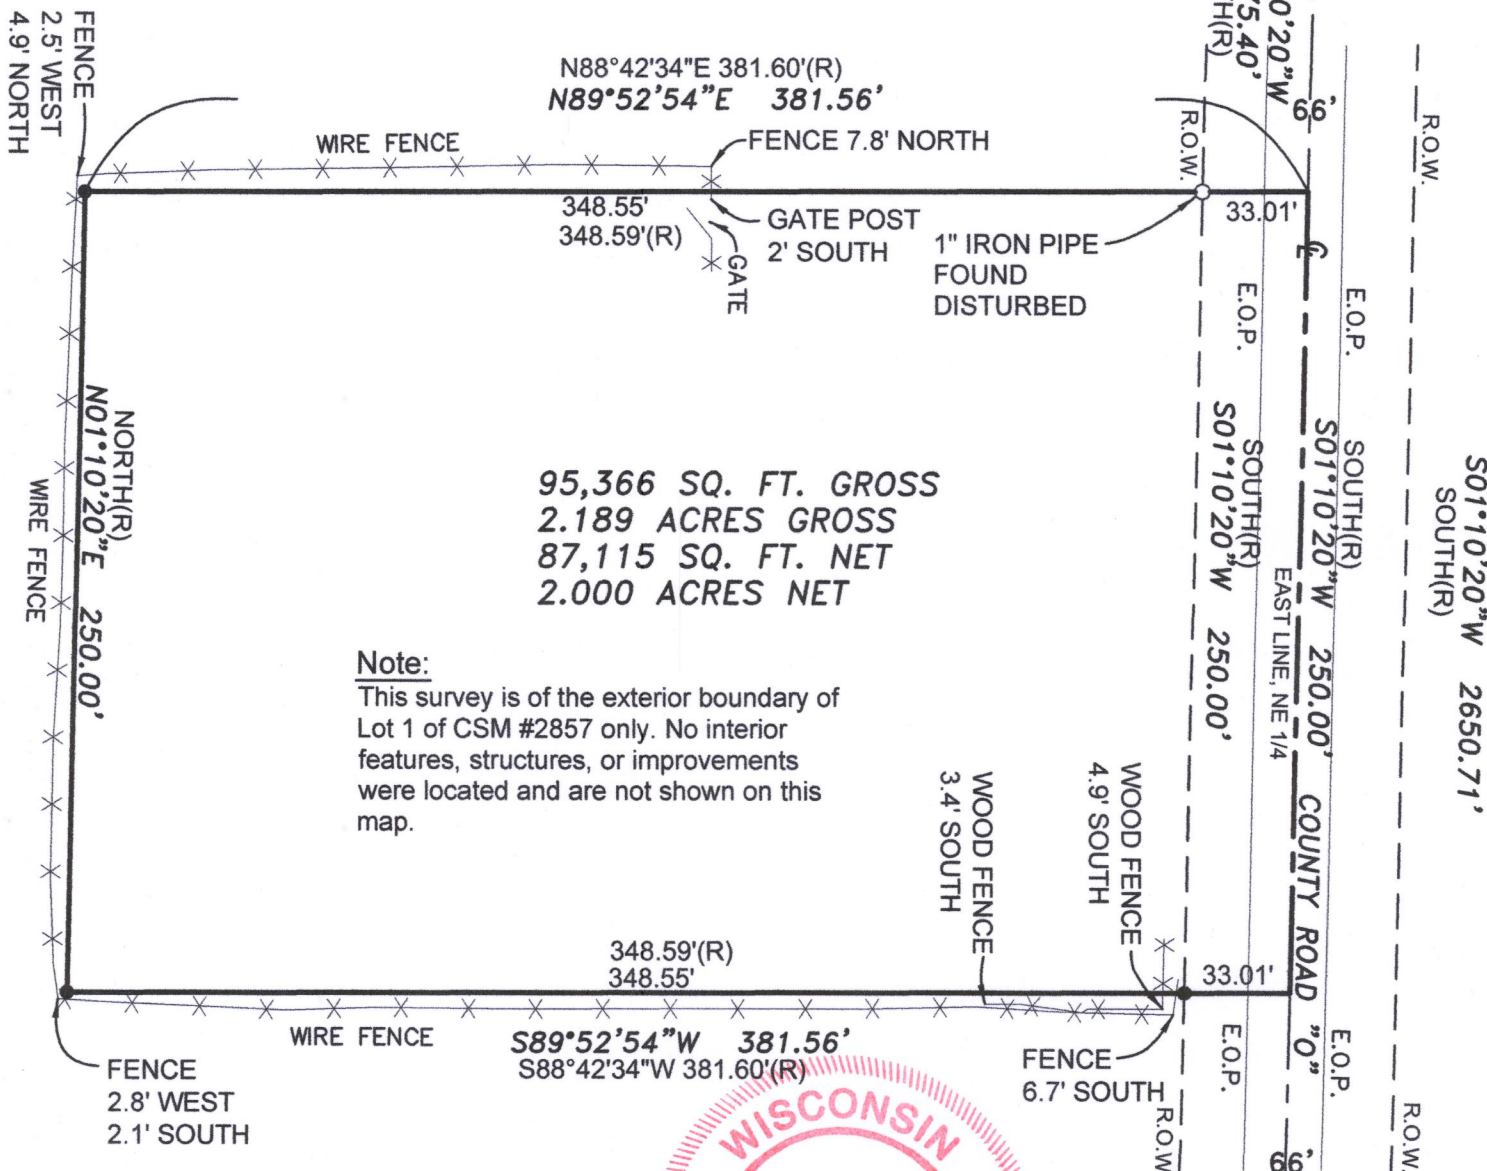 FENCE
2.5' WEST
4.9' NORTH
N88°42'34"E 381.60'(R)
N89°52'54"E 381.56'
WIRE FENCE
FENCE 7.8' NORTH
348.55'
348.59'(R)
GATE POST
2' SOUTH
GATE
1" IRON PIPE
FOUND
DISTURBED
R.O.W.
0'20"W
5.40'
H(R)
66'
R.O.W.
33.01'
℄
E.O.P.
E.O.P.
NORTH(R)
N01°10'20"E 250.00'
WIRE FENCE
95,366 SQ. FT. GROSS
2.189 ACRES GROSS
87,115 SQ. FT. NET
2.000 ACRES NET
SOUTH(R)
S01°10'20"W 250.00'
SOUTH(R)
S01°10'20"W 250.00'
EAST LINE, NE 1/4
S01°10'20"W 2650.71'
SOUTH(R)
Note:
This survey is of the exterior boundary of
Lot 1 of CSM #2857 only. No interior
features, structures, or improvements
were located and are not shown on this
map.
WOOD FENCE
3.4' SOUTH
WOOD FENCE
4.9' SOUTH
COUNTY ROAD "O"
348.59'(R)
348.55'
33.01'
WIRE FENCE
S89°52'54"W 381.56'
S88°42'34"W 381.60'(R)
FENCE
2.8' WEST
2.1' SOUTH
FENCE
6.7' SOUTH
E.O.P.
E.O.P.
R.O.W.
R.O.W.
66'
WISCONSIN